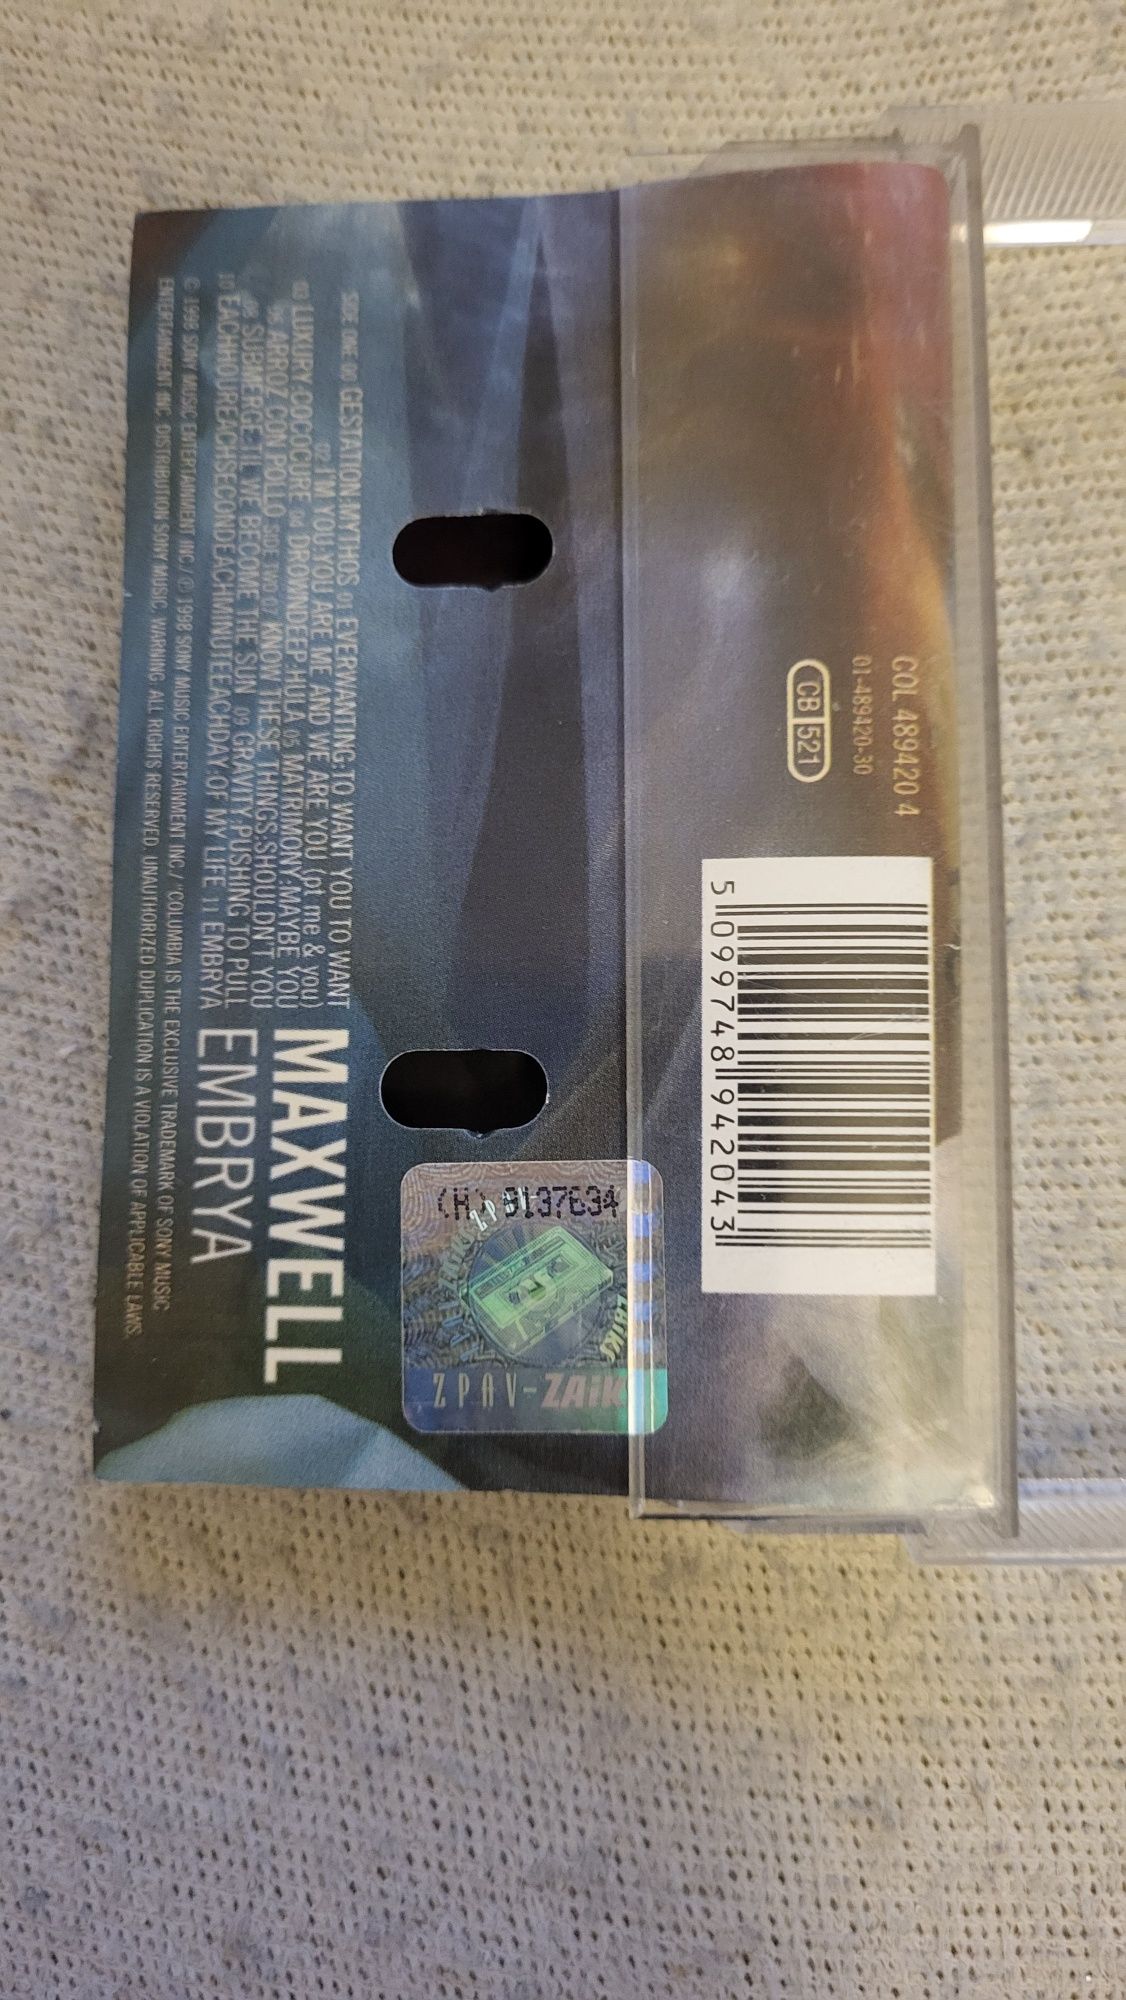 SIDE ONE 00 GESTATION:MYTHOS 01 EVERWANTING:TO WANT YOU TO WANT
02 I'M YOU:YOU ARE ME AND WE ARE YOU (pt me & you)
03 LUXURY:COCOCURE 04 DROWNDEEP:HULA 05 MATRIMONY:MAYBE YOU
06 ARROZ CON POLLO SIDE TWO 07 KNOW THESE THINGS:SHOULDN'T YOU
08 SUBMERGE:TIL WE BECOME THE SUN 09 GRAVITY:PUSHING TO PULL
10 EACHHOUREACHSECONDEACHMINUTEEACHDAY:OF MY LIFE 11 EMBRYA
MAXWELL
EMBRYA
© 1998 SONY MUSIC ENTERTAINMENT INC./ ℗ 1998 SONY MUSIC ENTERTAINMENT INC./ "COLUMBIA IS THE EXCLUSIVE TRADEMARK OF SONY MUSIC
ENTERTAINMENT INC. DISTRIBUTION SONY MUSIC, WARNING: ALL RIGHTS RESERVED. UNAUTHORIZED DUPLICATION IS A VIOLATION OF APPLICABLE LAWS.
COL 489420 4
01-489420-30
CB 521
5 099748 942043
(H) 9137634
ZPAV-ZAiK